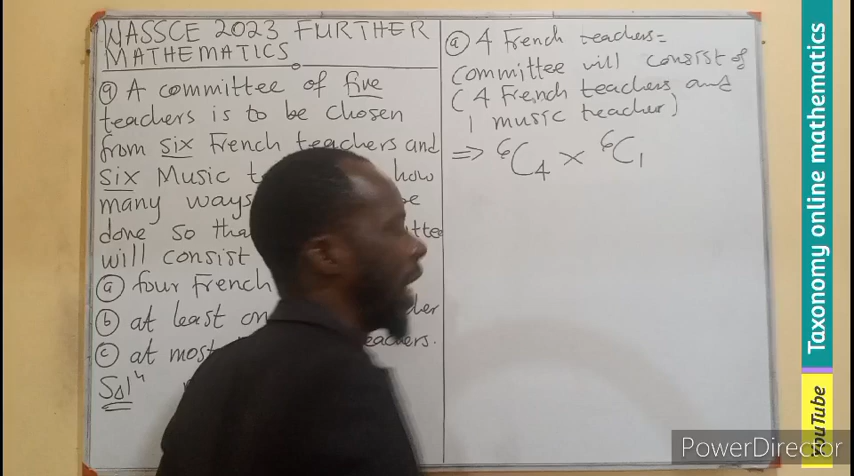 WASSCE 2023 FURTHER
MATHEMATICS
9) A committee of five
teachers is to be chosen
from six French teachers and
six Music how
many ways
done so
will consist
(a) four French
(b) at least
(c) at most teachers.
Solⁿ
(a) 4 French teachers =
committee will consist of
(4 French teachers and
1 music teacher)
⇒ ⁶C₄ × ⁶C₁
Taxonomy online mathematics
YouTube
PowerDirector